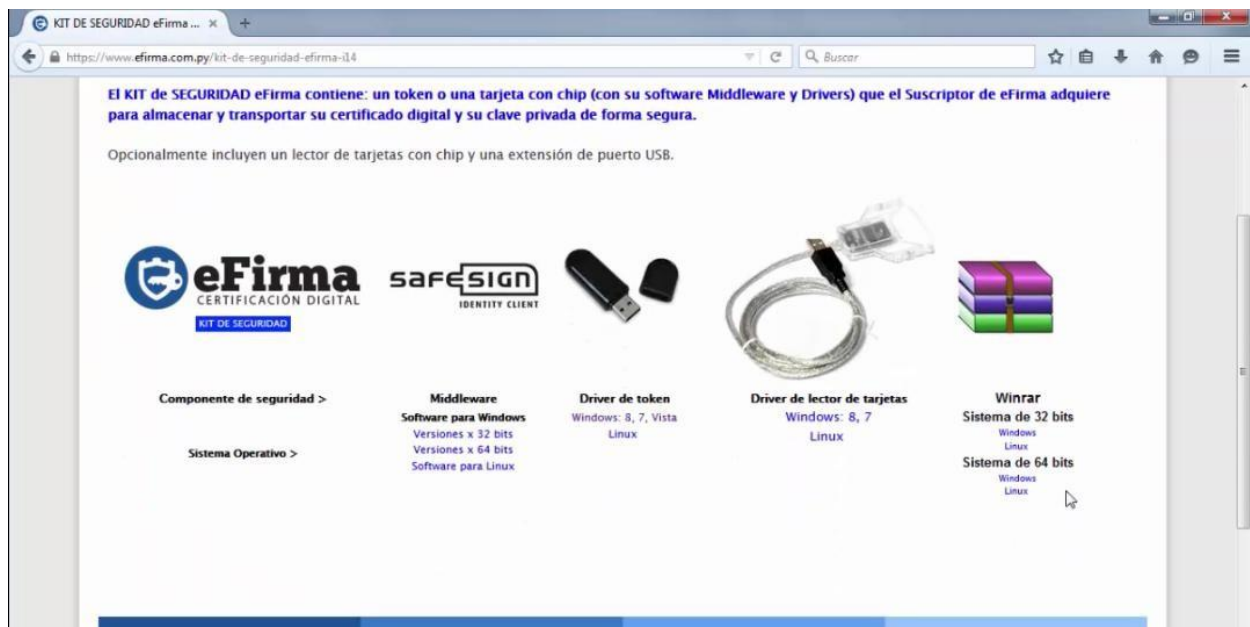 KIT DE SEGURIDAD eFirma ...
https://www.efirma.com.py/kit-de-seguridad-efirma-i14
Buscar
El KIT de SEGURIDAD eFirma contiene: un token o una tarjeta con chip (con su software Middleware y Drivers) que el Suscriptor de eFirma adquiere
para almacenar y transportar su certificado digital y su clave privada de forma segura.
Opcionalmente incluyen un lector de tarjetas con chip y una extensión de puerto USB.
eFirma
CERTIFICACIÓN DIGITAL
KIT DE SEGURIDAD
safesign
IDENTITY CLIENT
Componente de seguridad >
Sistema Operativo >
Middleware
Software para Windows
Versiones x 32 bits
Versiones x 64 bits
Software para Linux
Driver de token
Windows: 8, 7, Vista
Linux
Driver de lector de tarjetas
Windows: 8, 7
Linux
Winrar
Sistema de 32 bits
Windows
Linux
Sistema de 64 bits
Windows
Linux